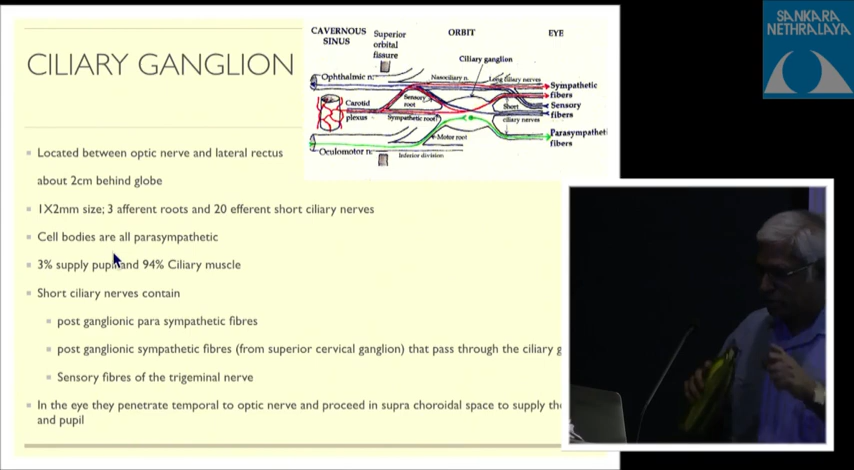 SANKARA
NETHRALAYA
CILIARY GANGLION
CAVERNOUS
SINUS
Superior
orbital
fissure
ORBIT
EYE
Ciliary ganglion
Ophthalmic n.
Nasociliary n.
Long ciliary nerves
Sympathetic
fibers
Carotid
plexus
Sensory
root
Short
ciliary nerves
Sensory
fibers
Sympathetic root
Motor root
Parasympatheti
fibers
Oculomotor n.
Inferior division
Located between optic nerve and lateral rectus
about 2cm behind globe
1X2mm size; 3 afferent roots and 20 efferent short ciliary nerves
Cell bodies are all parasympathetic
3% supply and 94% Ciliary muscle
Short ciliary nerves contain
post ganglionic para sympathetic fibres
post ganglionic sympathetic fibres (from superior cervical ganglion) that pass through the ciliary g
Sensory fibres of the trigeminal nerve
In the eye they penetrate temporal to optic nerve and proceed in supra choroidal space to supply th
and pupil